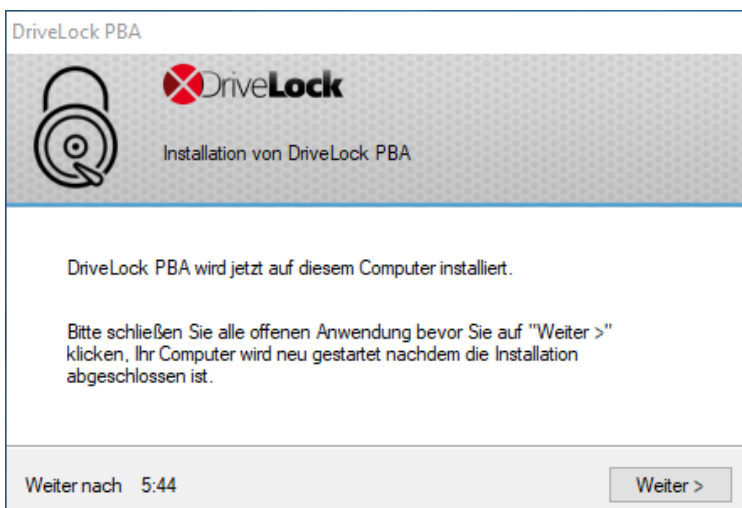 DriveLock PBA
DriveLock
Installation von DriveLock PBA
DriveLock PBA wird jetzt auf diesem Computer installiert.
Bitte schließen Sie alle offenen Anwendung bevor Sie auf "Weiter >"
klicken, Ihr Computer wird neu gestartet nachdem die Installation
abgeschlossen ist.
Weiter nach 5:44
Weiter >